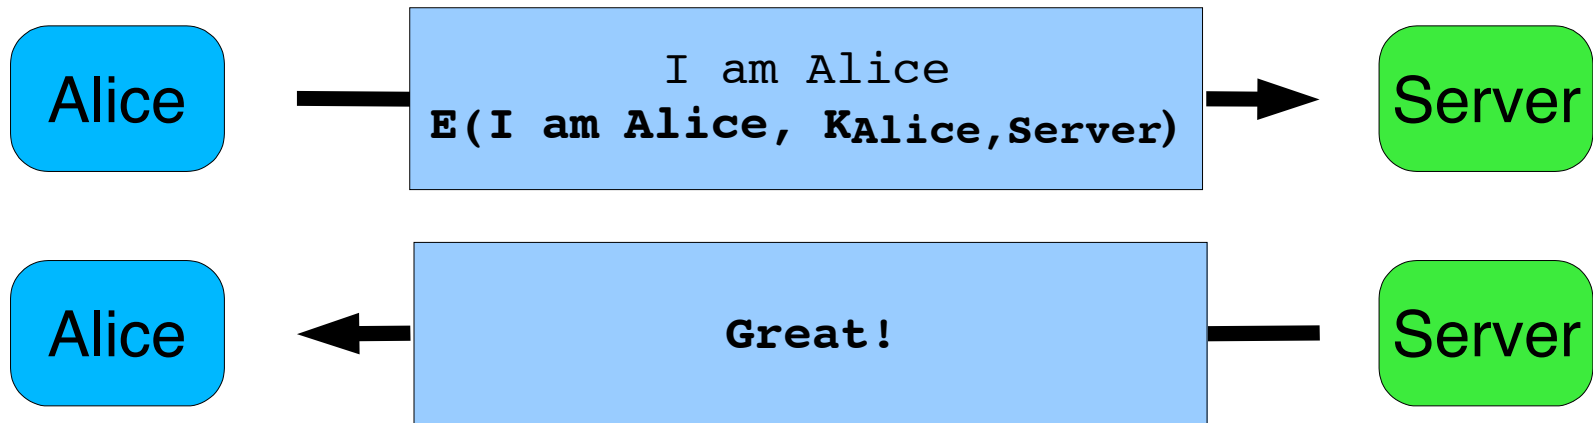 Alice
I am Alice
E(I am Alice, KAlice,Server)
Server
Alice
Great!
Server